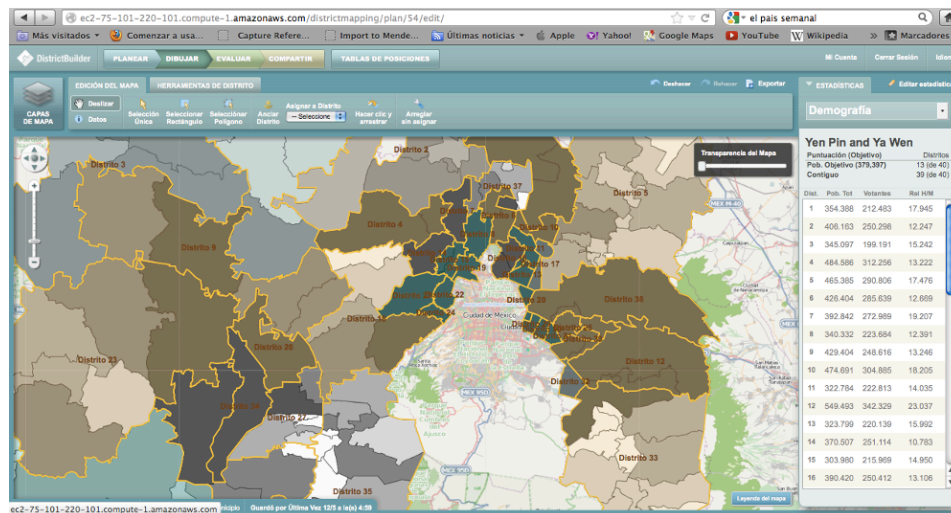 ec2-75-101-220-101.compute-1.amazonaws.com/districtmapping/plan/54/edit/
el pais semanal
Más visitados Comenzar a usa... Capture Refere... Import to Mende... Últimas noticias Apple Yahoo! Google Maps YouTube Wikipedia » Marcadores
DistrictBuilder PLANEAR DIBUJAR EVALUAR COMPARTIR TABLAS DE POSICIONES Mi Cuenta Cerrar Sesión
EDICIÓN DEL MAPA HERRAMIENTAS DE DISTRITO Deshacer Rehacer Exportar
ESTADÍSTICAS
CAPAS DE MAPA
Deslizar
Datos
Selección Única
Seleccionar Rectángulo
Seleccionar Polígono
Anclar Distrito
Asignar a Distrito
-- Seleccione
Hacer clic y arrastrar
Arreglar sin asignar
Demografía
Transparencia del Mapa
Distrito 2
Distrito 3
Distrito 37
Distrito 5
Distrito 4
Distrito 9
Distrito 17
Distrito 22
Distrito 38
Ciudad de México
Distrito 12
Distrito 23
Distrito 27
Distrito 33
Distrito 35
MEX 95D
MEX 95D
Leyenda del mapa
Yen Pin and Ya Wen
Puntuación (Objetivo) Distritos
Pob. Objetivo (379,397) 13 (de 40)
Contiguo 39 (de 40)
Dist. Pob. Tot Votantes Rel H/M
1 354.388 212.483 17.945
2 406.163 250.298 12.247
3 345.097 199.191 15.242
4 484.586 312.256 13.222
5 465.385 290.806 17.476
6 426.404 285.639 12.869
7 392.842 272.989 19.207
8 340.332 223.684 12.391
9 429.404 248.616 13.246
10 474.691 304.885 18.205
11 322.784 222.813 14.035
12 549.493 342.329 23.037
13 323.799 220.139 15.992
14 370.507 251.114 10.783
15 303.980 215.969 14.950
16 390.420 250.412 13.106
ec2-75-101-220-101.compute-1.amazonaws.com
Guardó por Última Vez 12/5 a la(s) 4:59